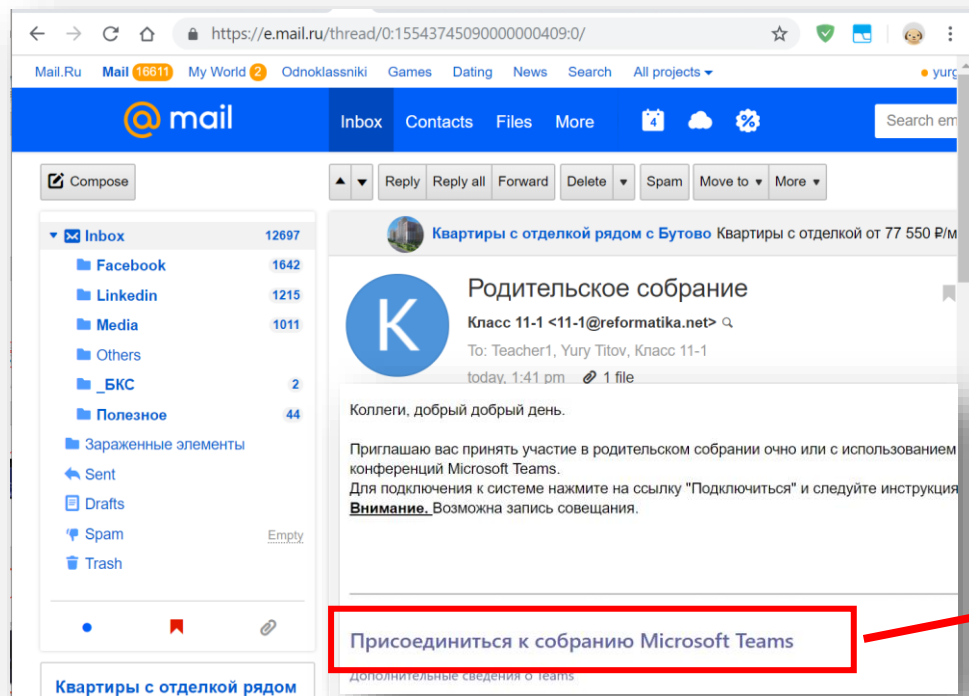 https://e.mail.ru/thread/0:15543745090000000409:0/
Mail.Ru Mail 16611 My World 2 Odnoklassniki Games Dating News Search All projects
@mail Inbox Contacts Files More 4 % Search em
Compose Reply Reply all Forward Delete Spam Move to More
Inbox 12697
Facebook 1642
Linkedin 1215
Media 1011
Others
_БКС 2
Полезное 44
Зараженные элементы
Sent
Drafts
Spam Empty
Trash
Квартиры с отделкой рядом
Квартиры с отделкой рядом с Бутово Квартиры с отделкой от 77 550 ₽/м
К
Родительское собрание
Класс 11-1 <11-1@reformatika.net>
To: Teacher1, Yury Titov, Класс 11-1
today, 1:41 pm 1 file
Коллеги, добрый добрый день.
Приглашаю вас принять участие в родительском собрании очно или с использованием
конференций Microsoft Teams.
Для подключения к системе нажмите на ссылку "Подключиться" и следуйте инструкция
Внимание. Возможна запись совещания.
Присоединиться к собранию Microsoft Teams
Дополнительные сведения о Teams